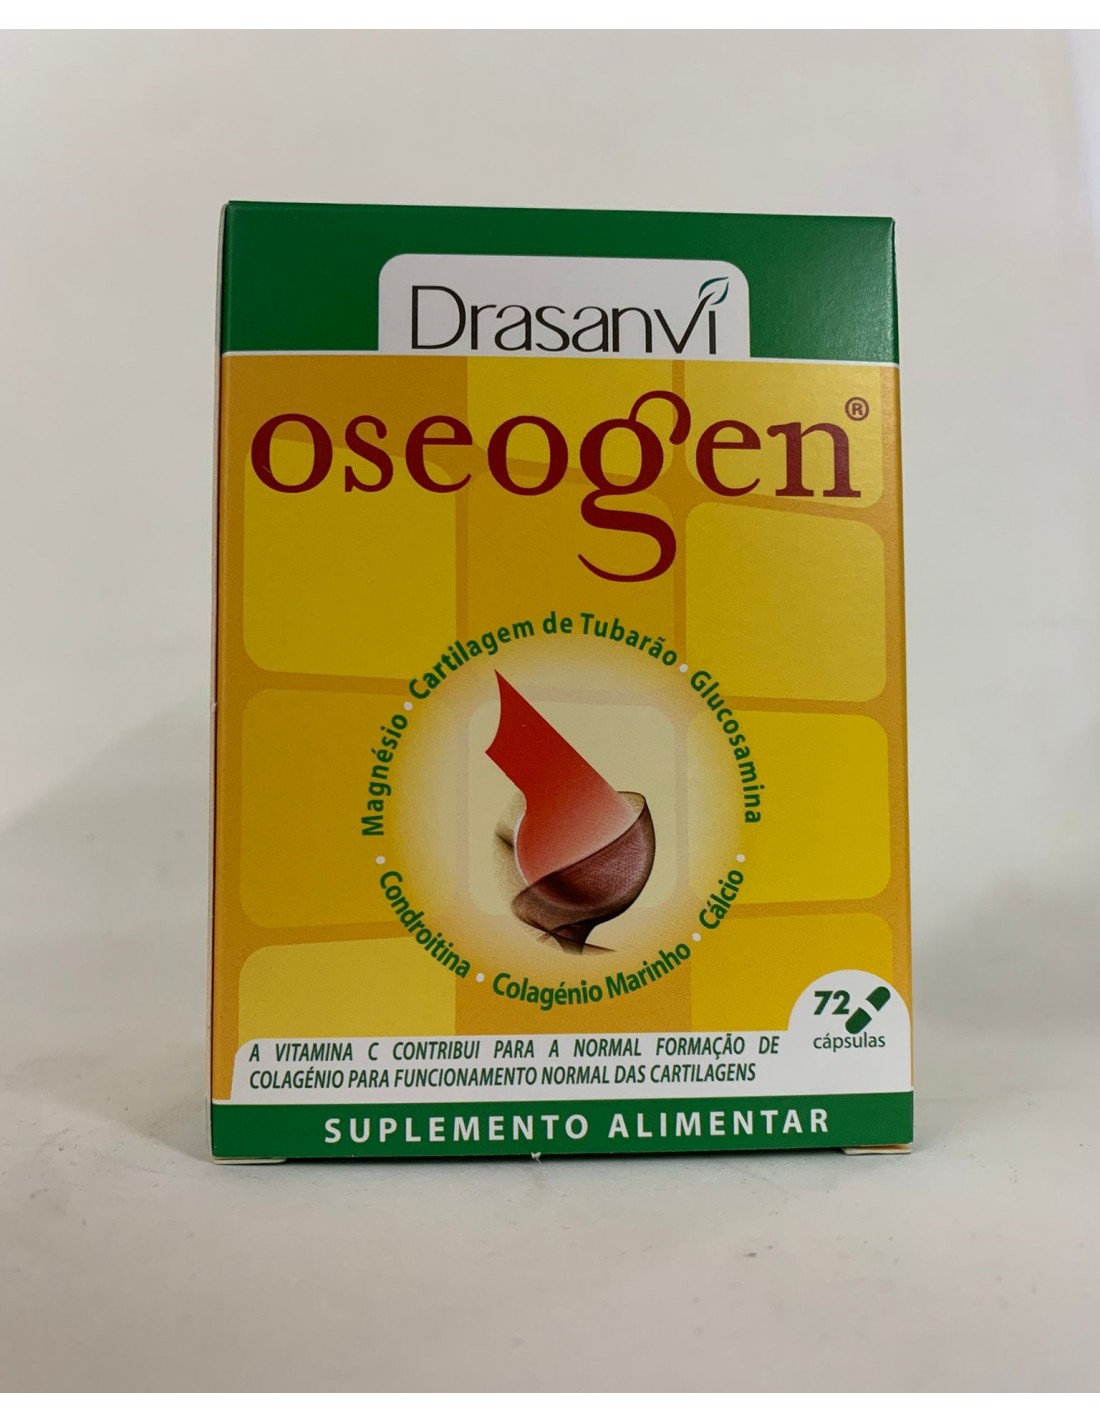 Drasanvi
oseogen®
Magnésio • Cartilagem de Tubarão • Glucosamina
• Condroitina • Colagénio Marinho • Cálcio •
72
cápsulas
A VITAMINA C CONTRIBUI PARA A NORMAL FORMAÇÃO DE
COLAGÉNIO PARA FUNCIONAMENTO NORMAL DAS CARTILAGENS
SUPLEMENTO ALIMENTAR